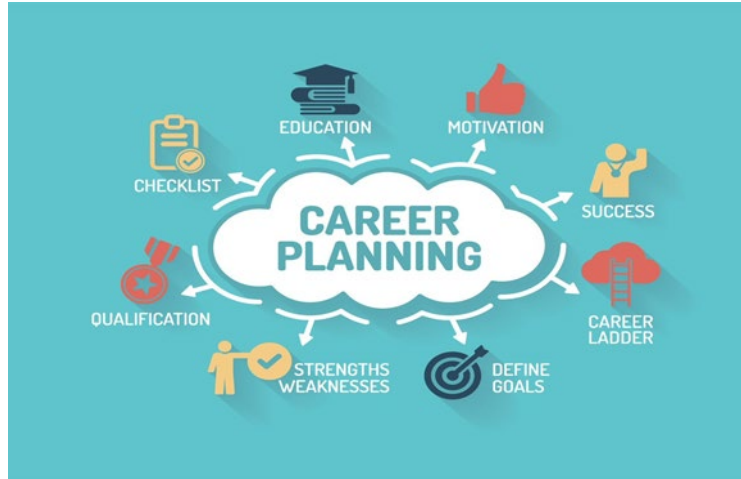 CAREER
PLANNING
EDUCATION
MOTIVATION
CHECKLIST
SUCCESS
QUALIFICATION
CAREER
LADDER
STRENGTHS
WEAKNESSES
DEFINE
GOALS